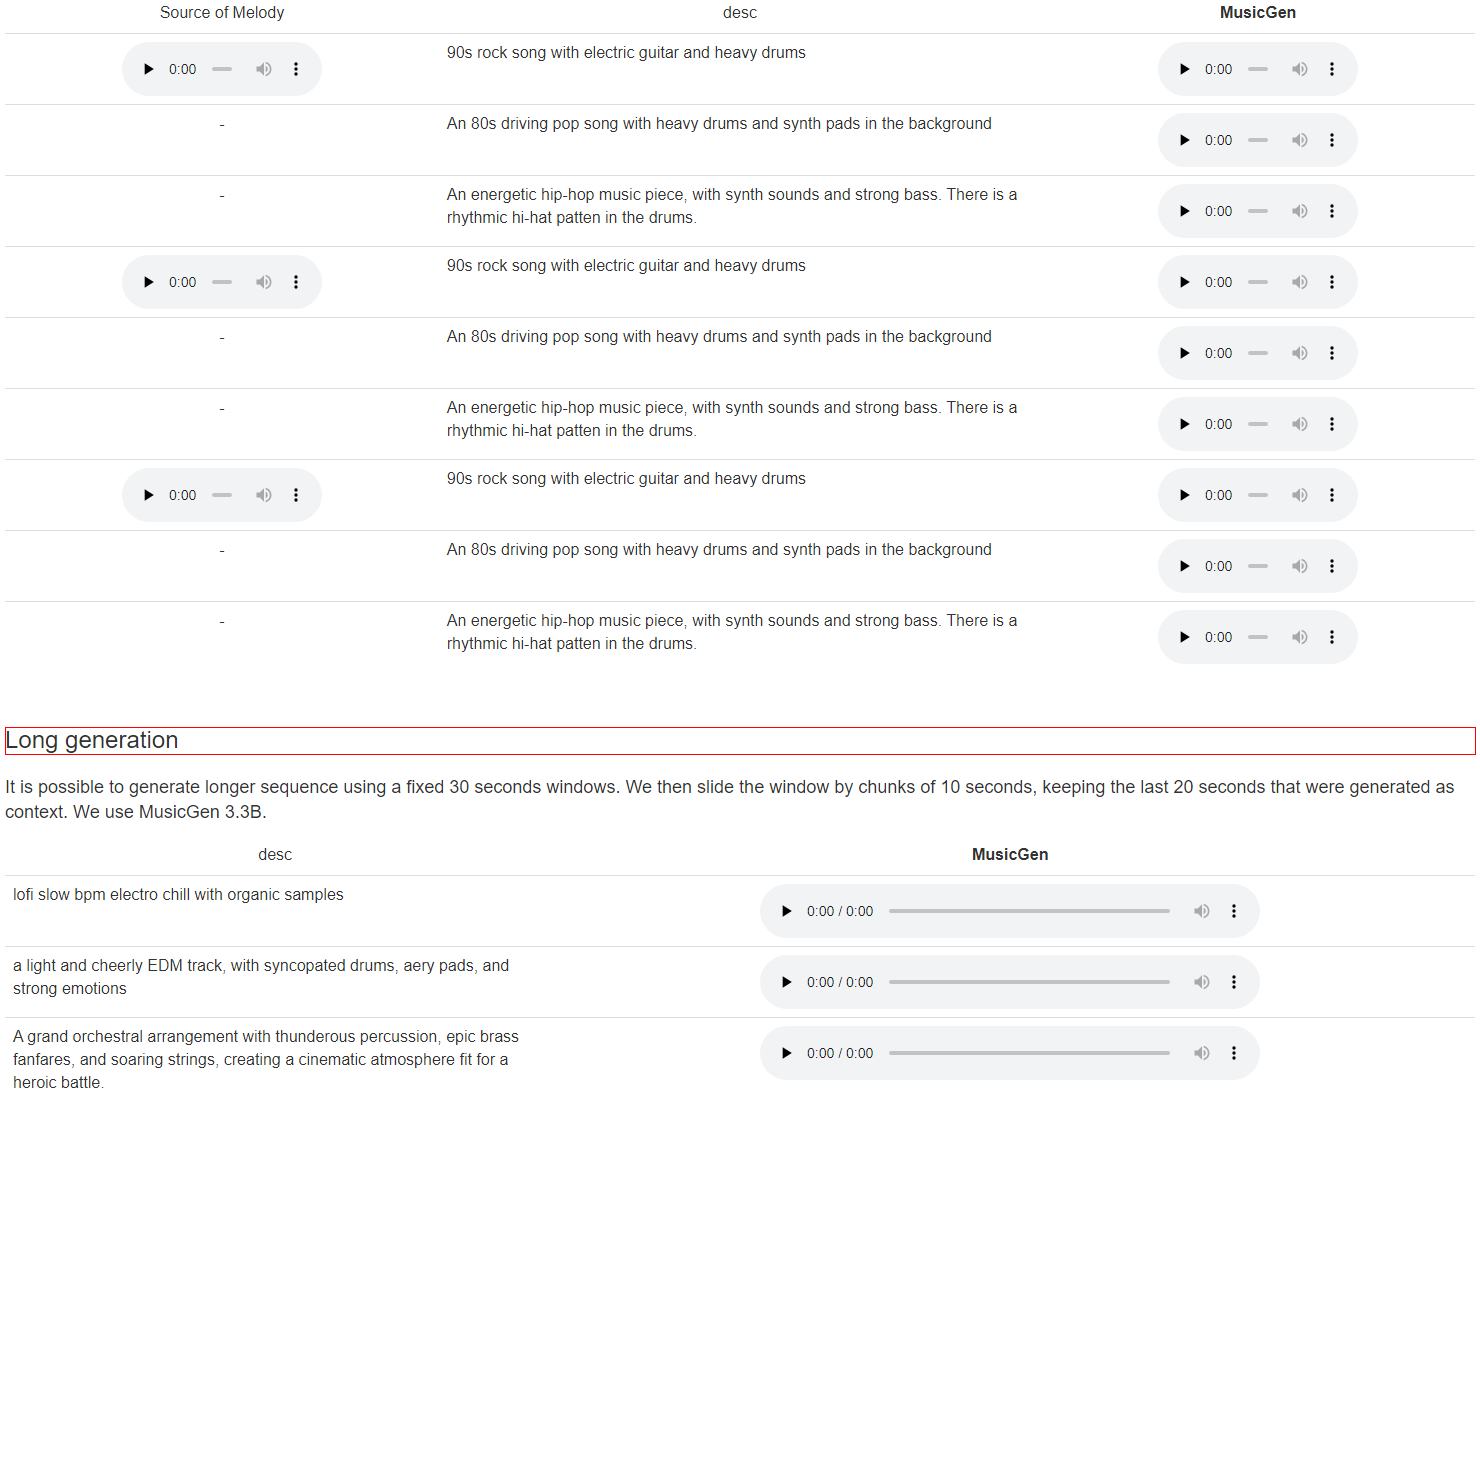 Source of Melody desc MusicGen
0:00 90s rock song with electric guitar and heavy drums 0:00
- An 80s driving pop song with heavy drums and synth pads in the background 0:00
- An energetic hip-hop music piece, with synth sounds and strong bass. There is a
rhythmic hi-hat patten in the drums. 0:00
0:00 90s rock song with electric guitar and heavy drums 0:00
- An 80s driving pop song with heavy drums and synth pads in the background 0:00
- An energetic hip-hop music piece, with synth sounds and strong bass. There is a
rhythmic hi-hat patten in the drums. 0:00
0:00 90s rock song with electric guitar and heavy drums 0:00
- An 80s driving pop song with heavy drums and synth pads in the background 0:00
- An energetic hip-hop music piece, with synth sounds and strong bass. There is a
rhythmic hi-hat patten in the drums. 0:00
Long generation
It is possible to generate longer sequence using a fixed 30 seconds windows. We then slide the window by chunks of 10 seconds, keeping the last 20 seconds that were generated as
context. We use MusicGen 3.3B.
desc MusicGen
lofi slow bpm electro chill with organic samples 0:00 / 0:00
a light and cheerly EDM track, with syncopated drums, aery pads, and
strong emotions 0:00 / 0:00
A grand orchestral arrangement with thunderous percussion, epic brass
fanfares, and soaring strings, creating a cinematic atmosphere fit for a
heroic battle. 0:00 / 0:00